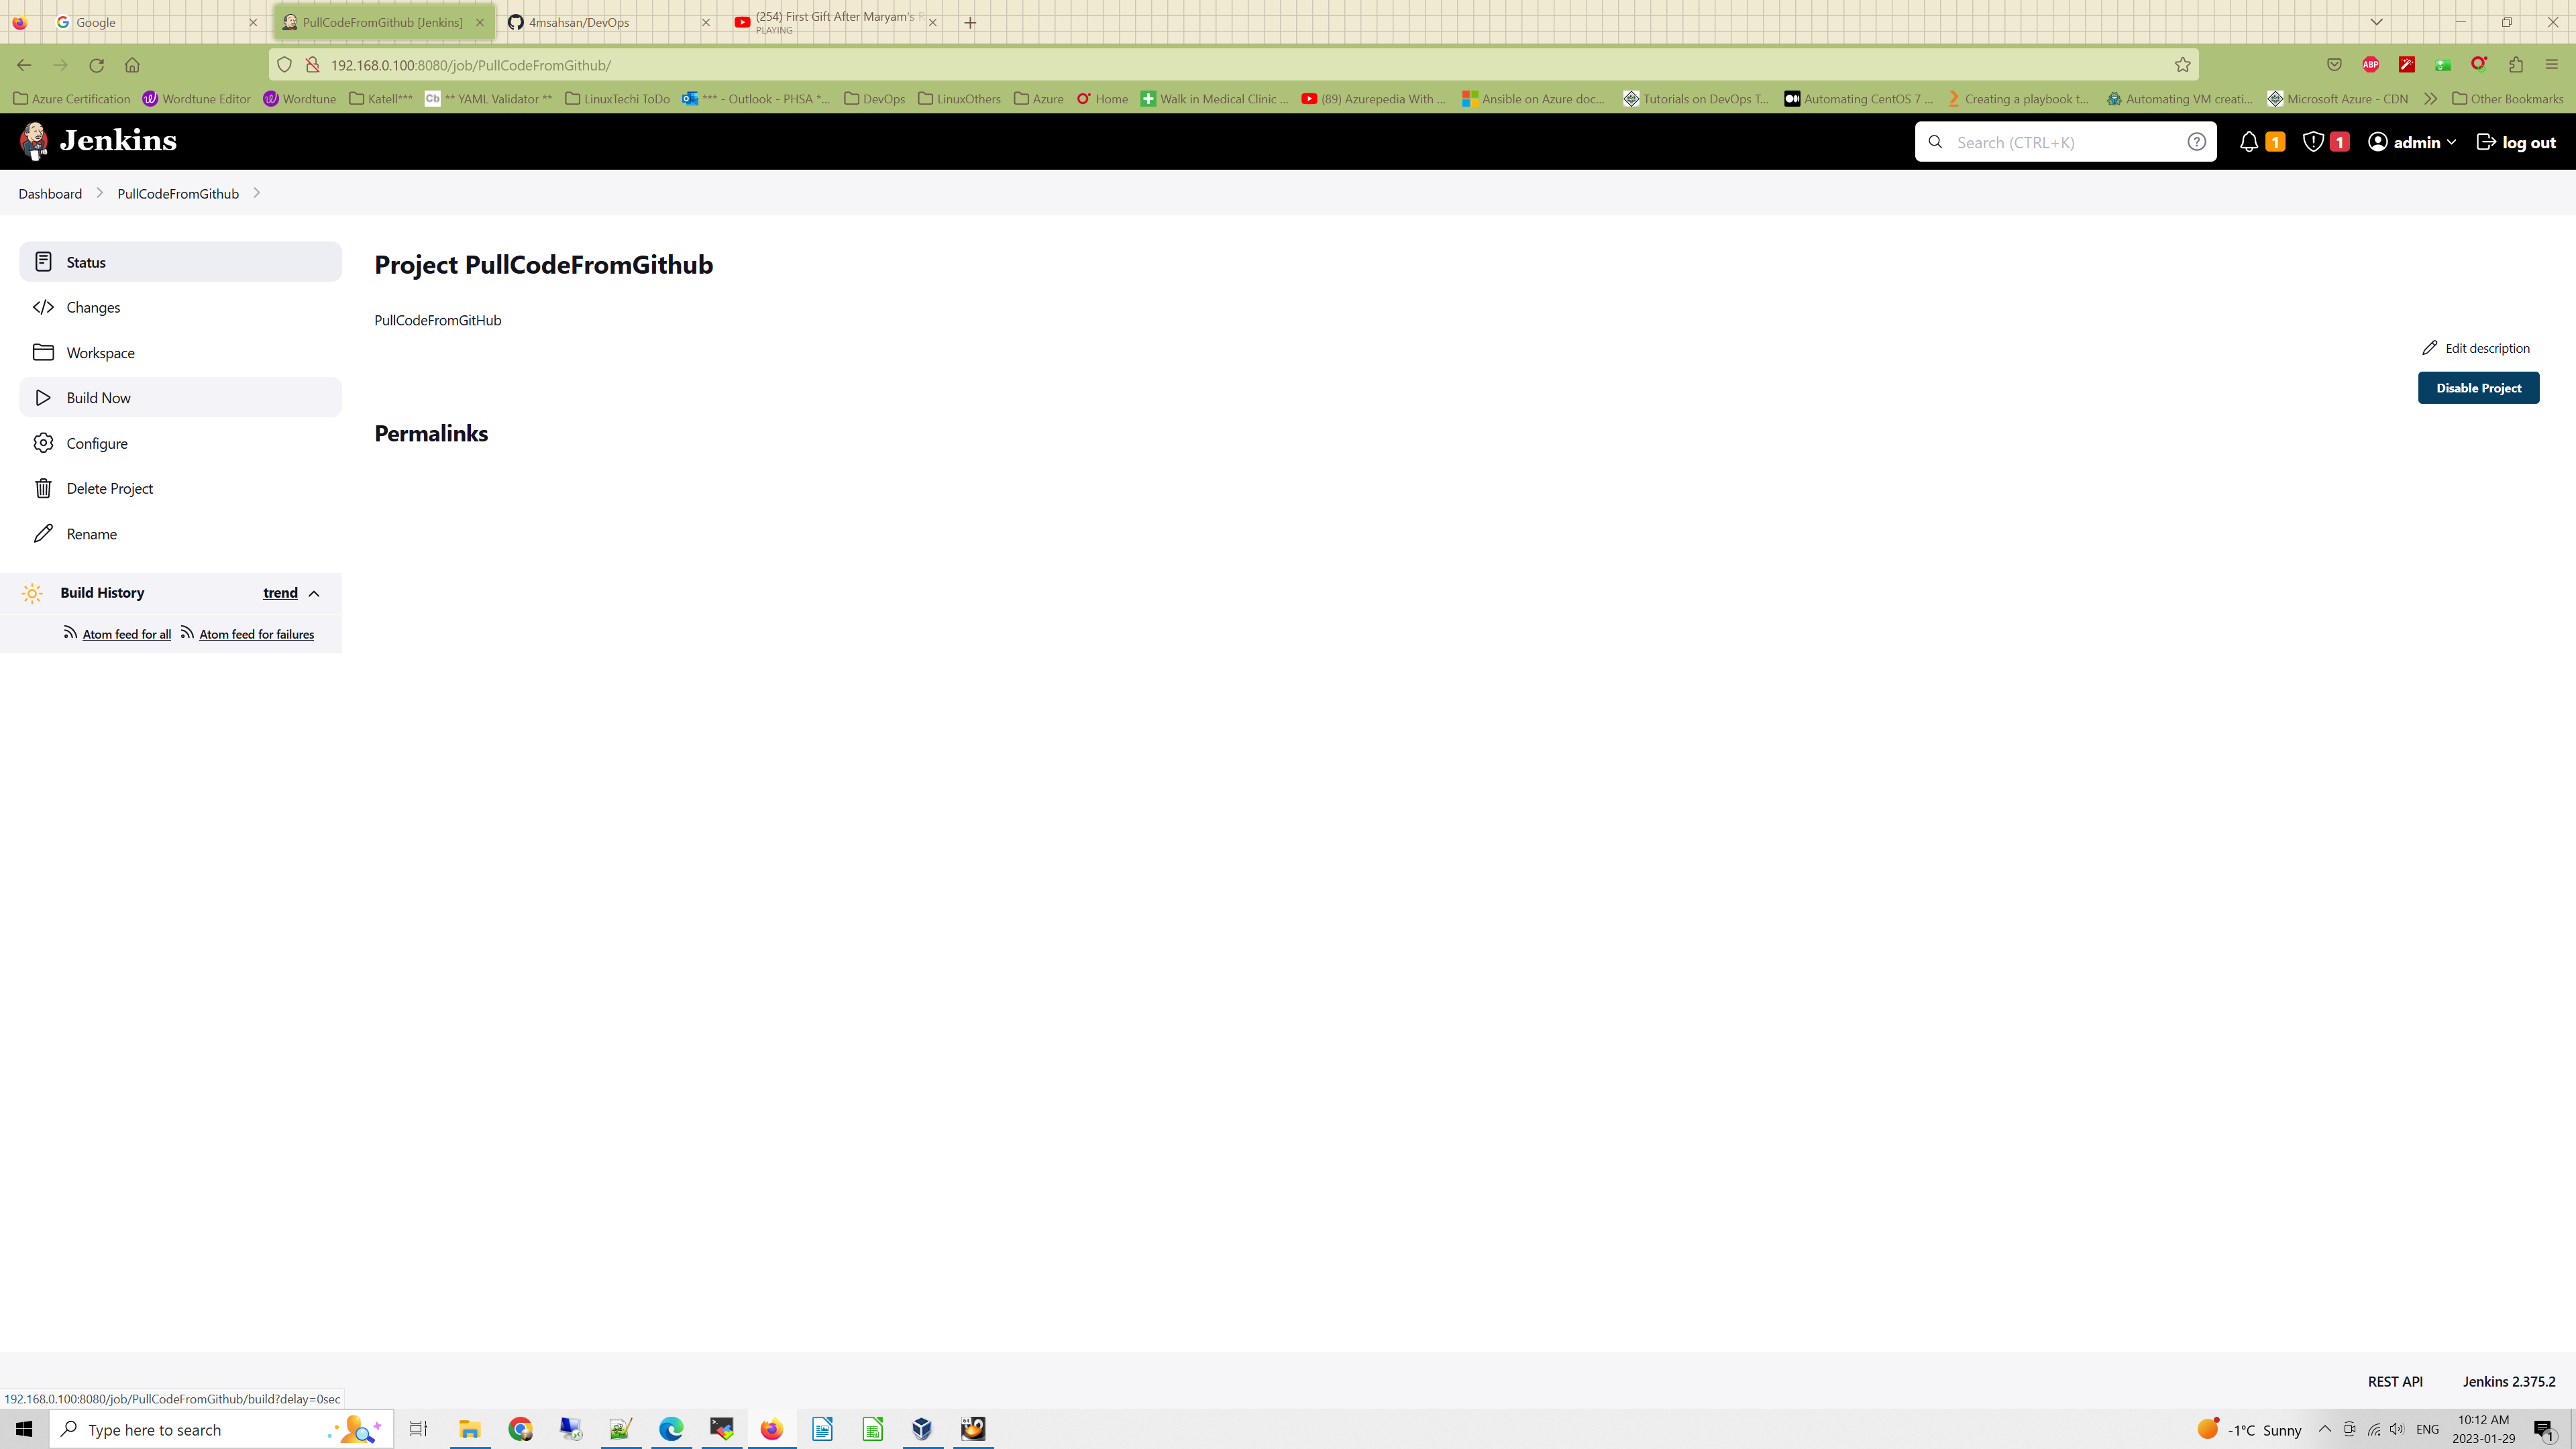 Google
PullCodeFromGithub [Jenkins]
4msahsan/DevOps
(254) First Gift After Maryam's
PLAYING
192.168.0.100:8080/job/PullCodeFromGithub/
ABP
Azure Certification
Wordtune Editor
Wordtune
Katell***
Cb ** YAML Validator **
LinuxTechi ToDo
*** - Outlook - PHSA *...
DevOps
LinuxOthers
Azure
Home
Walk in Medical Clinic ...
(89) Azurepedia With ...
Ansible on Azure doc...
Tutorials on DevOps T...
Automating CentOS 7 ...
Creating a playbook t...
Automating VM creati...
Microsoft Azure - CDN
Other Bookmarks
Jenkins
Search (CTRL+K)
1
1
admin
log out
Dashboard
PullCodeFromGithub
Status
Changes
Workspace
Build Now
Configure
Delete Project
Rename
Build History
trend
Atom feed for all
Atom feed for failures
Project PullCodeFromGithub
PullCodeFromGitHub
Edit description
Disable Project
Permalinks
REST API
Jenkins 2.375.2
192.168.0.100:8080/job/PullCodeFromGithub/build?delay=0sec
Type here to search
-1°C Sunny
ENG
10:12 AM
2023-01-29
1